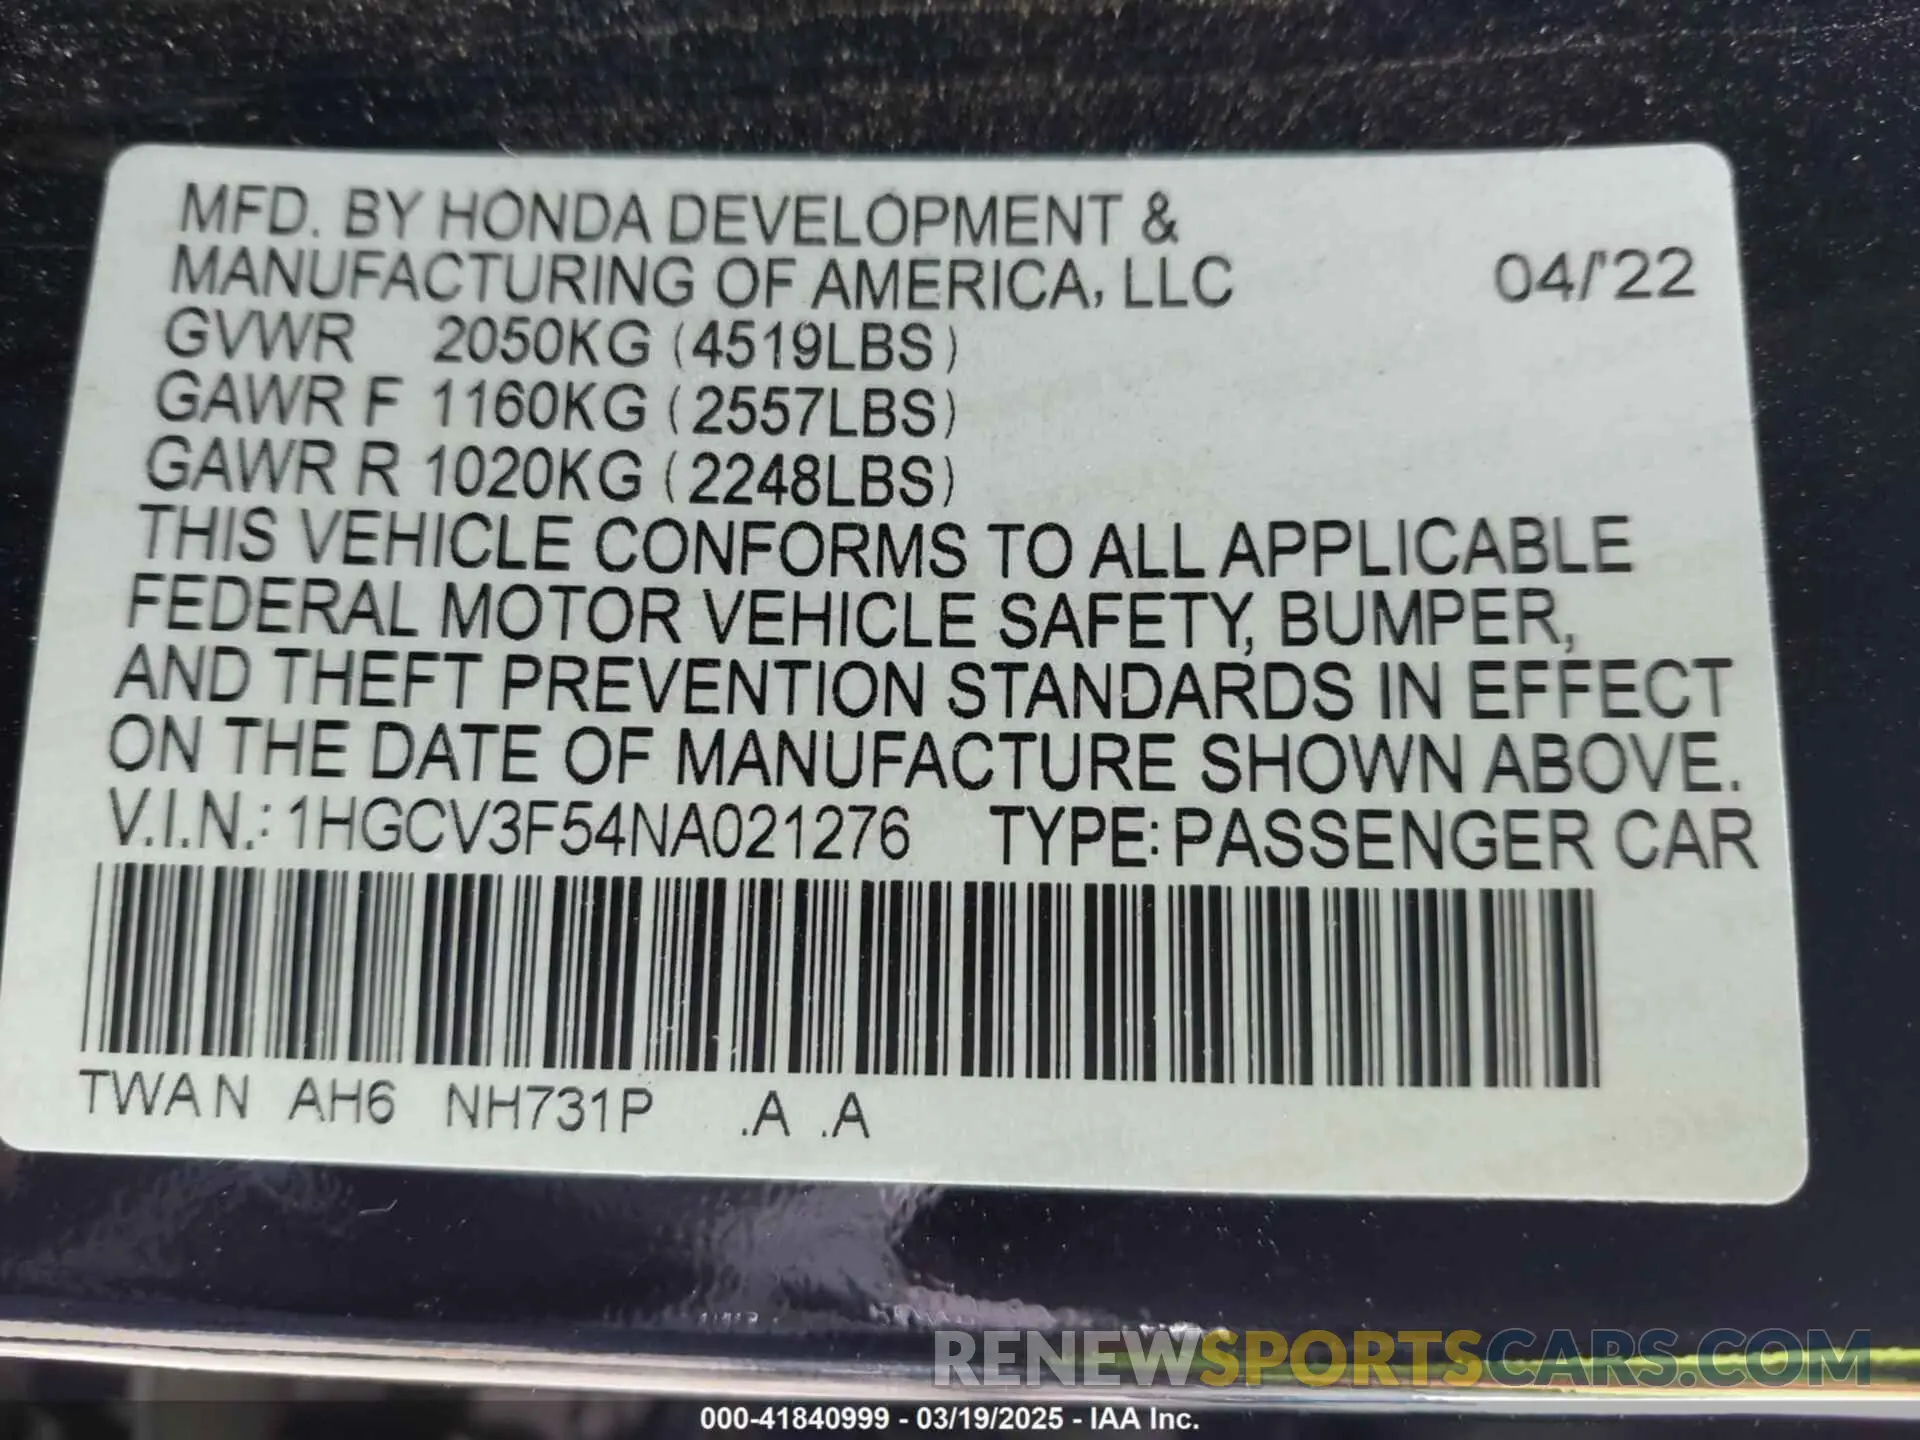 MFD. BY HONDA DEVELOPMENT &
MANUFACTURING OF AMERICA, LLC 04/'22
GVWR 2050KG (4519LBS)
GAWR F 1160KG (2557LBS)
GAWR R 1020KG (2248LBS)
THIS VEHICLE CONFORMS TO ALL APPLICABLE
FEDERAL MOTOR VEHICLE SAFETY, BUMPER,
AND THEFT PREVENTION STANDARDS IN EFFECT
ON THE DATE OF MANUFACTURE SHOWN ABOVE.
V.I.N.: 1HGCV3F54NA021276 TYPE: PASSENGER CAR
TWAN AH6 NH731P .A .A
RENEWSPORTSCARS.COM
000-41840999 - 03/19/2025 - IAA Inc.